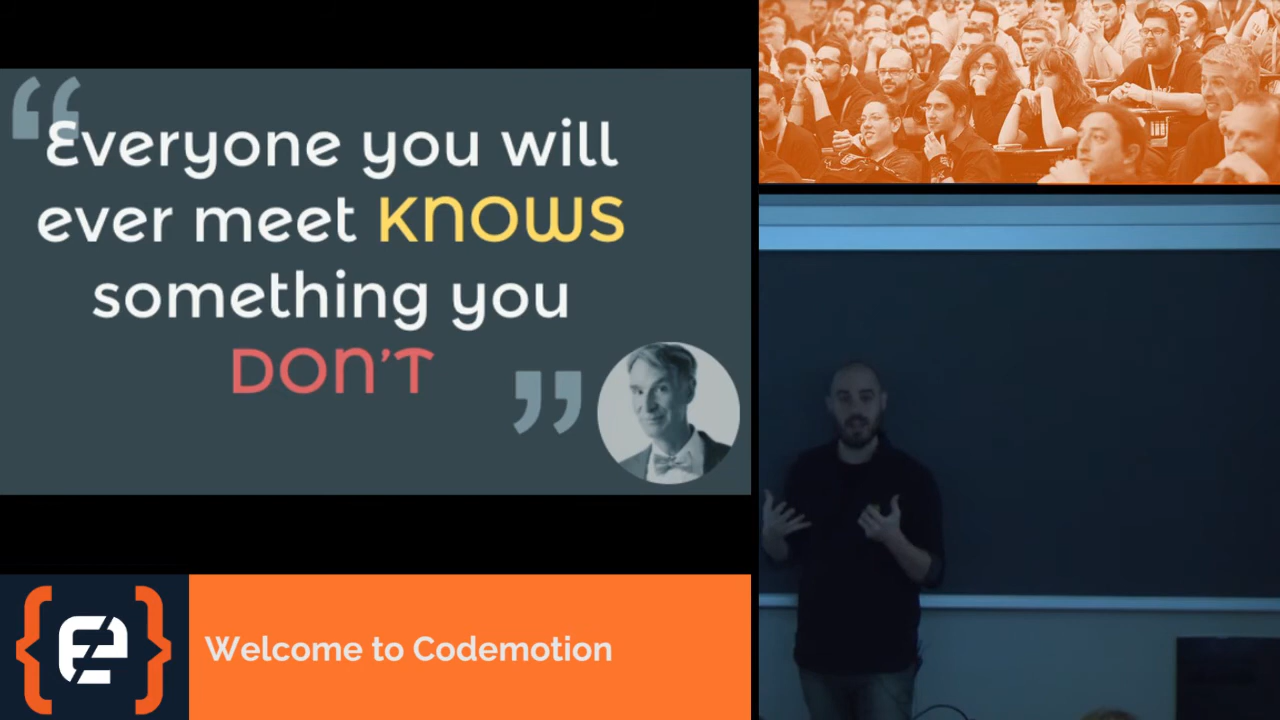 “Everyone you will
ever meet KNOWS
something you
DON'T ”
Welcome to Codemotion